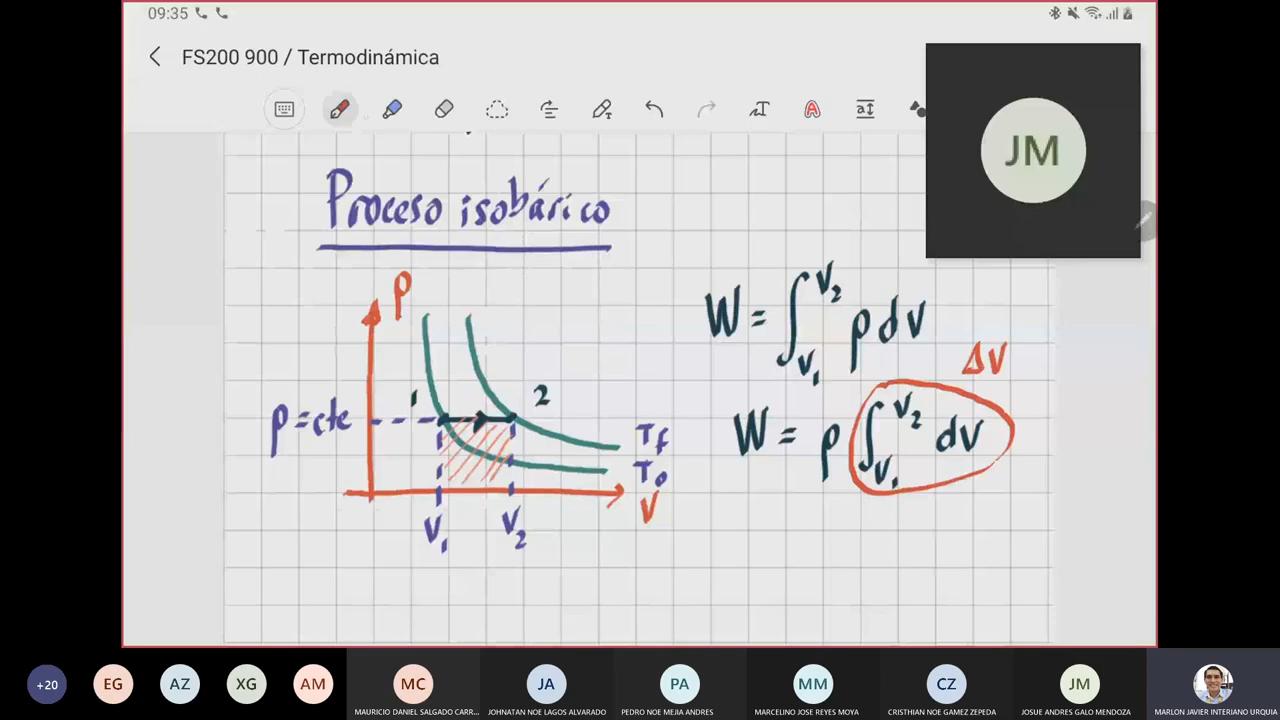 09:35
FS200 900 / Termodinámica
JM
Proceso isobárico
p
1
2
p = cte
Tf
T₀
V
V₁
V₂
W = ∫V₁V₂ p dV
ΔV
W = p ∫V₁V₂ dV
+20
EG
AZ
XG
AM
MC
MAURICIO DANIEL SALGADO CARR...
JA
JOHNATAN NOE LAGOS ALVARADO
PA
PEDRO NOE MEJIA ANDRES
MM
MARCELINO JOSE REYES MOYA
CZ
CRISTHIAN NOE GAMEZ ZEPEDA
JM
JOSUE ANDRES GALO MENDOZA
MARLON JAVIER INTERIANO URQUIA